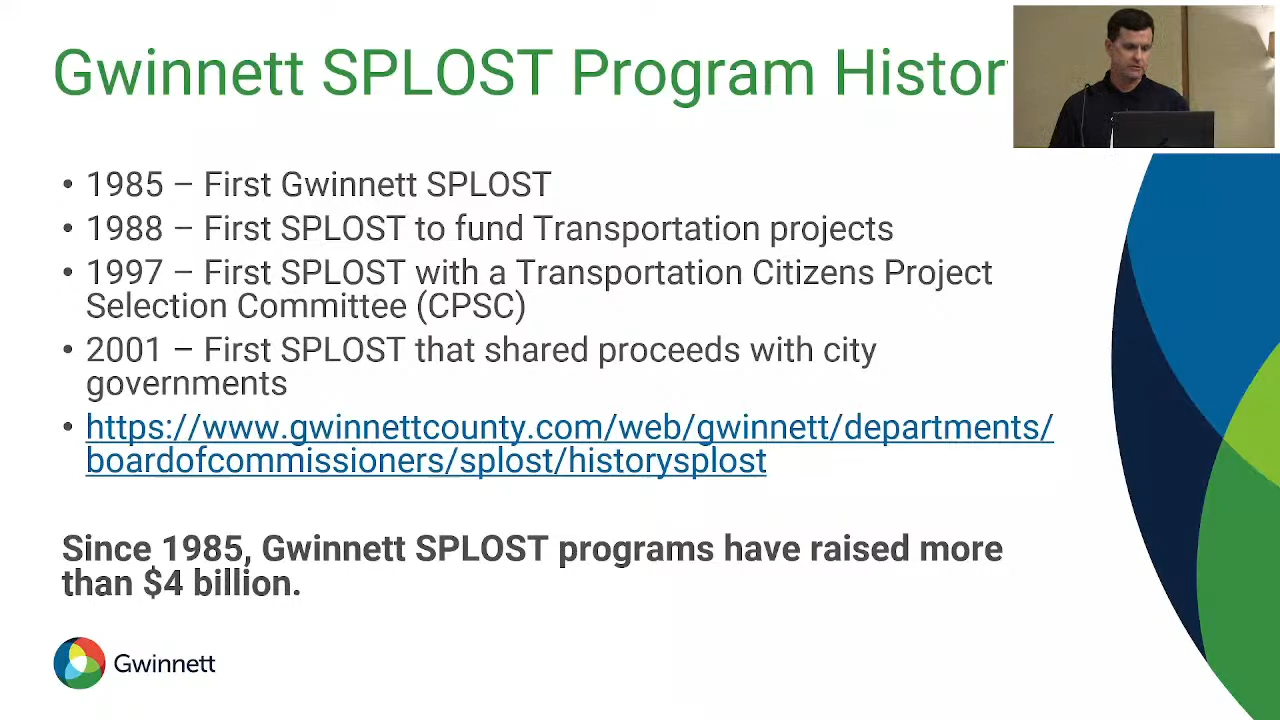 Gwinnett SPLOST Program Histor
• 1985 – First Gwinnett SPLOST
• 1988 – First SPLOST to fund Transportation projects
• 1997 – First SPLOST with a Transportation Citizens Project
Selection Committee (CPSC)
• 2001 – First SPLOST that shared proceeds with city
governments
• https://www.gwinnettcounty.com/web/gwinnett/departments/
boardofcommissioners/splost/historysplost
Since 1985, Gwinnett SPLOST programs have raised more
than $4 billion.
Gwinnett